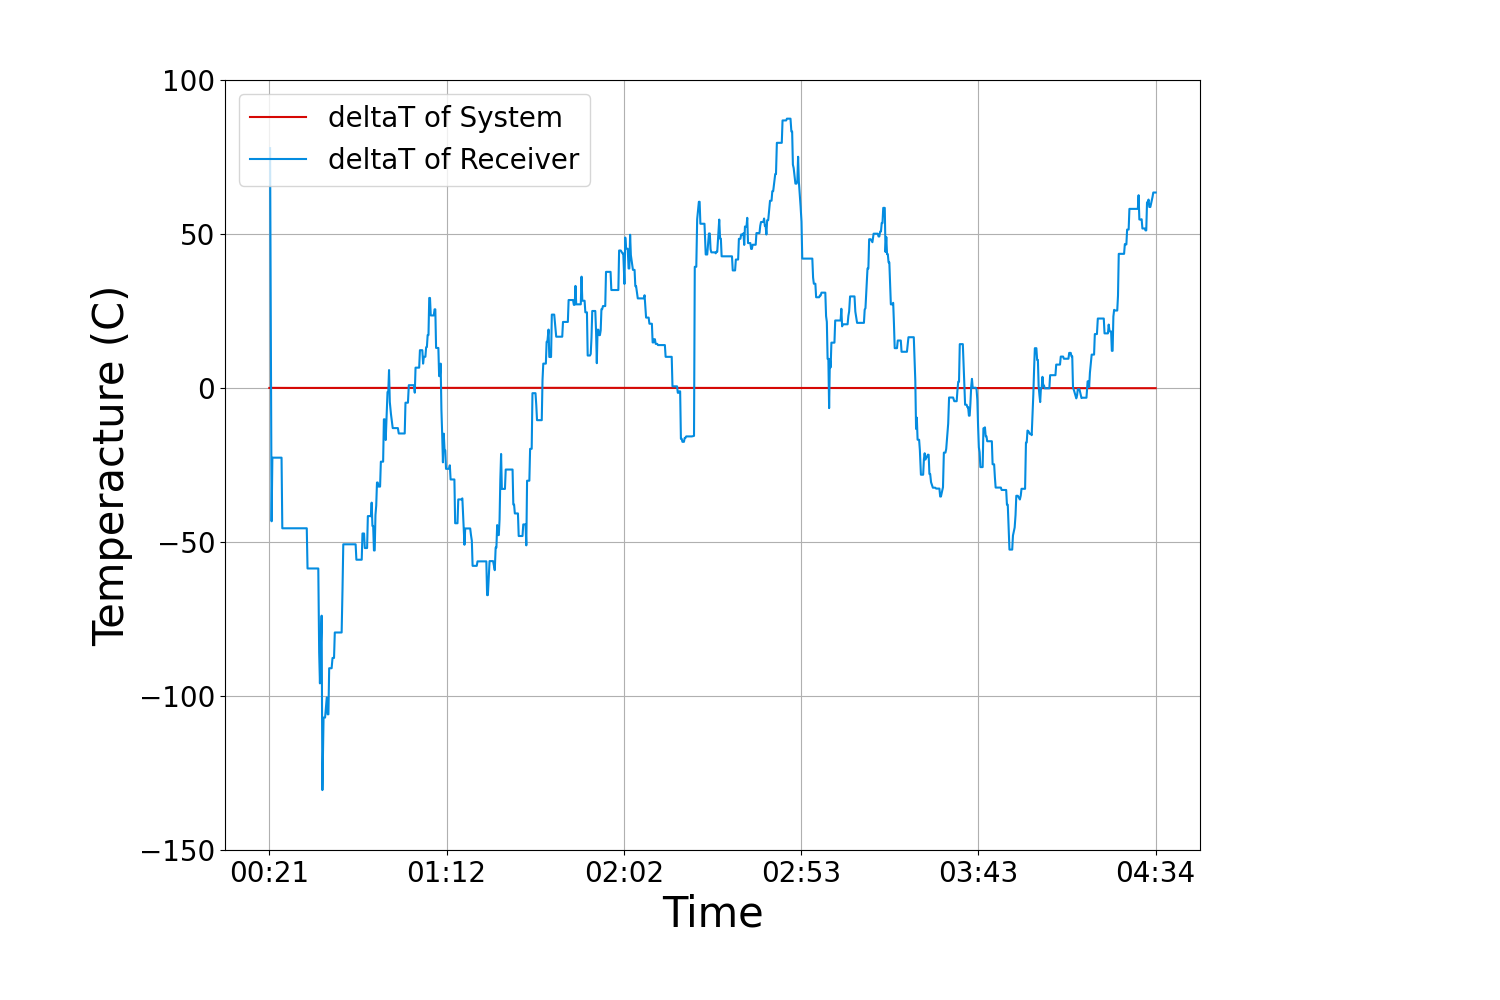 100
50
0
−50
−100
−150
Temperacture (C)
deltaT of System
deltaT of Receiver
00:21 01:12 02:02 02:53 03:43 04:34
Time